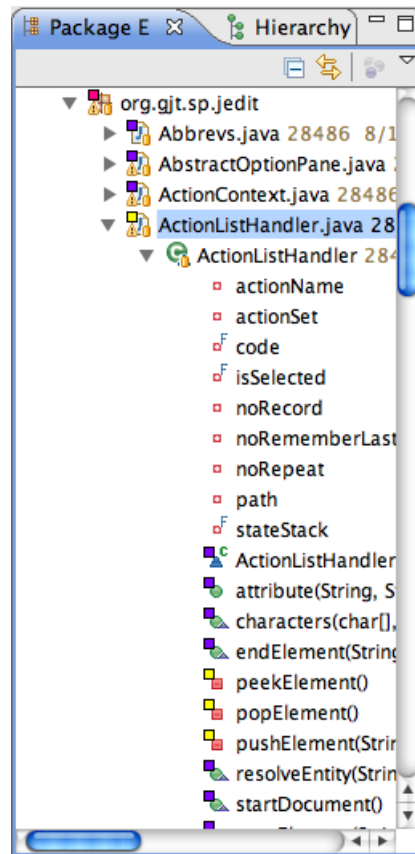 Package E Hierarchy
org.gjt.sp.jedit
Abbrevs.java 28486 8/1
AbstractOptionPane.java
ActionContext.java 28486
ActionListHandler.java 28
ActionListHandler 284
actionName
actionSet
F code
F isSelected
noRecord
noRememberLast
noRepeat
path
F stateStack
C ActionListHandler
attribute(String, S
characters(char[],
endElement(String
peekElement()
popElement()
pushElement(Strin
resolveEntity(Strin
startDocument()